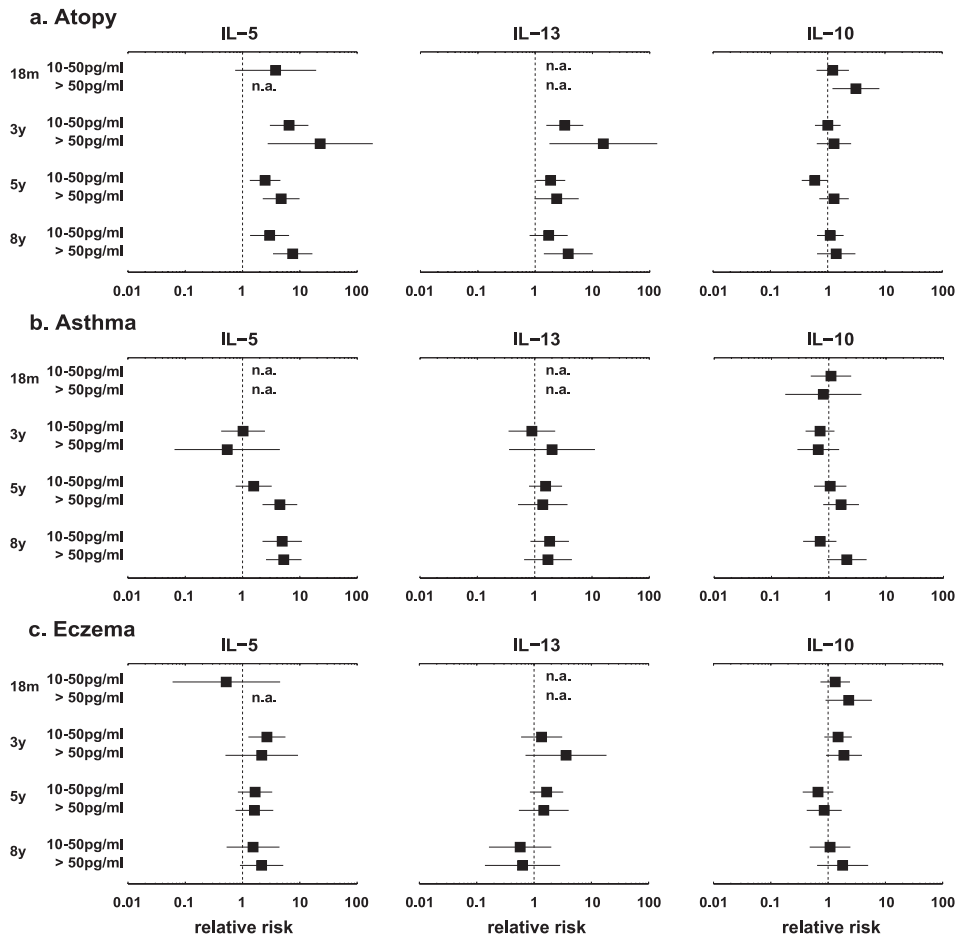 a. Atopy
IL−5 IL−13 IL−10
18m 10-50pg/ml n.a.
> 50pg/ml n.a. n.a.
3y 10-50pg/ml
> 50pg/ml
5y 10-50pg/ml
> 50pg/ml
8y 10-50pg/ml
> 50pg/ml
0.01 0.1 1 10 100 0.01 0.1 1 10 100 0.01 0.1 1 10 100
b. Asthma
IL−5 IL−13 IL−10
18m 10-50pg/ml n.a. n.a.
> 50pg/ml n.a. n.a.
3y 10-50pg/ml
> 50pg/ml
5y 10-50pg/ml
> 50pg/ml
8y 10-50pg/ml
> 50pg/ml
0.01 0.1 1 10 100 0.01 0.1 1 10 100 0.01 0.1 1 10 100
c. Eczema
IL−5 IL−13 IL−10
18m 10-50pg/ml n.a.
> 50pg/ml n.a. n.a.
3y 10-50pg/ml
> 50pg/ml
5y 10-50pg/ml
> 50pg/ml
8y 10-50pg/ml
> 50pg/ml
0.01 0.1 1 10 100 0.01 0.1 1 10 100 0.01 0.1 1 10 100
relative risk relative risk relative risk